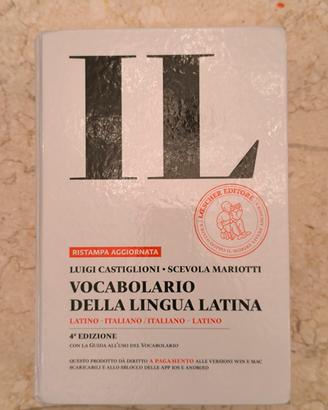 IL
LŒSCHER EDITORE
RISTAMPA AGGIORNATA
LUIGI CASTIGLIONI • SCEVOLA MARIOTTI
VOCABOLARIO
DELLA LINGUA LATINA
LATINO – ITALIANO / ITALIANO – LATINO
4ª EDIZIONE
CON LA GUIDA ALL'USO DEL VOCABOLARIO
QUESTO PRODOTTO DÀ DIRITTO A PAGAMENTO ALLE VERSIONI WIN E MAC
SCARICABILI E ALLO SBLOCCO DELLE APP IOS E ANDROID